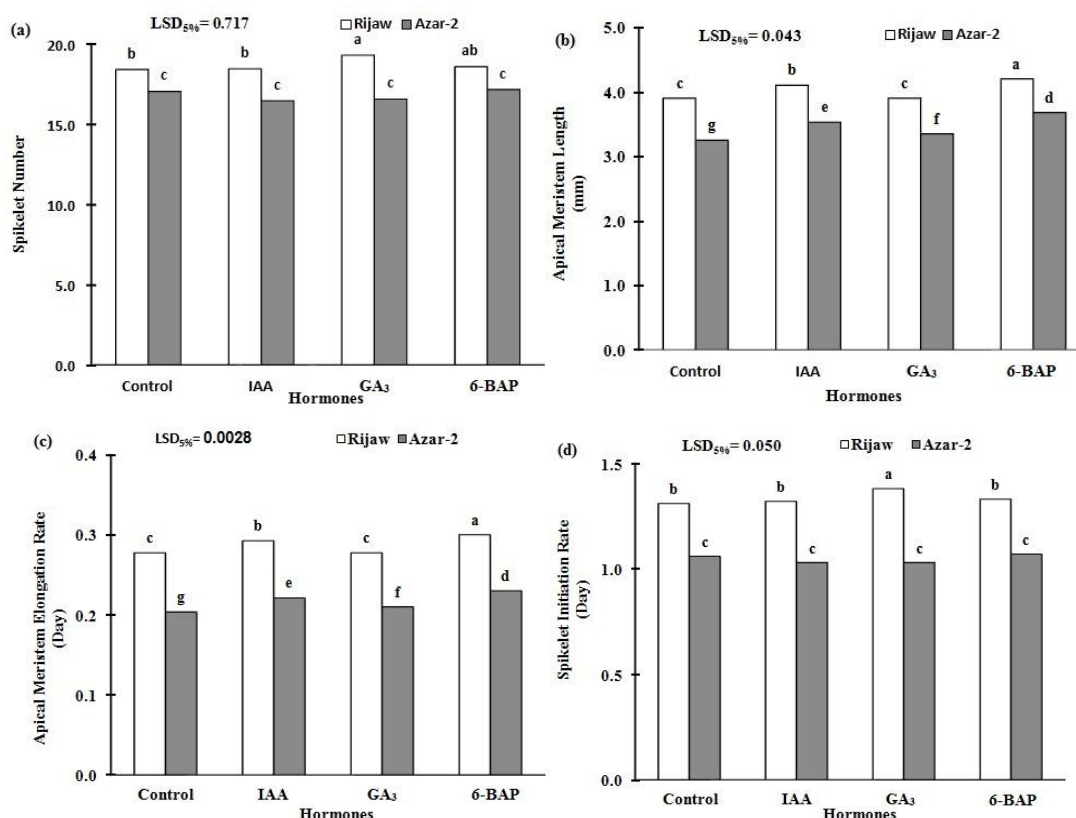 (a)
LSD5%= 0.717
Rijaw Azar-2
Spikelet Number
20.0
15.0
10.0
5.0
0.0
b c b c a c ab c
Control IAA GA₃ 6-BAP
Hormones
(b)
LSD5%= 0.043
Rijaw Azar-2
Apical Meristem Length
(mm)
5.0
4.0
3.0
2.0
1.0
0.0
c g b e c f a d
Control IAA GA₃ 6-BAP
Hormones
(c)
LSD5%= 0.0028
Rijaw Azar-2
Apical Meristem Elongation Rate
(Day)
0.4
0.3
0.2
0.1
0.0
c g b e c f a d
Control IAA GA₃ 6-BAP
Hormones
(d)
LSD5%= 0.050
Rijaw Azar-2
Spikelet Initiation Rate
(Day)
1.5
1.0
0.5
0.0
b c b c a c b c
Control IAA GA₃ 6-BAP
Hormones